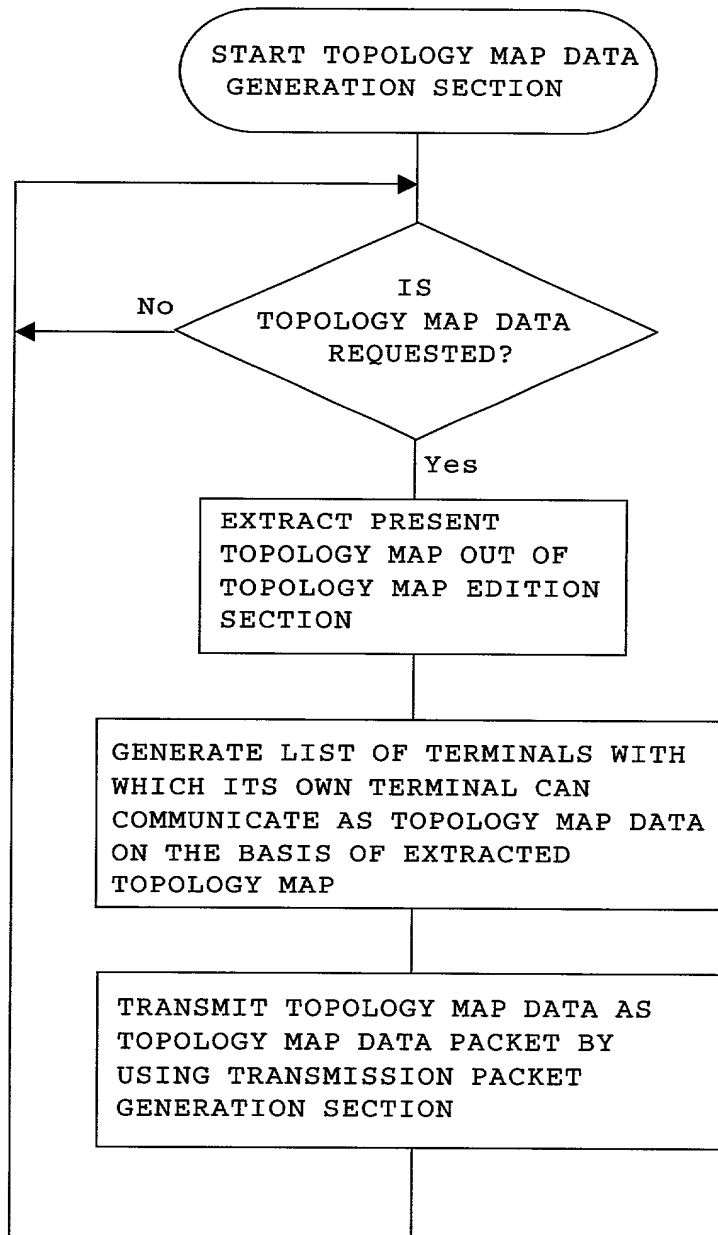 START TOPOLOGY MAP DATA
GENERATION SECTION
No
IS
TOPOLOGY MAP DATA
REQUESTED?
Yes
EXTRACT PRESENT
TOPOLOGY MAP OUT OF
TOPOLOGY MAP EDITION
SECTION
GENERATE LIST OF TERMINALS WITH
WHICH ITS OWN TERMINAL CAN
COMMUNICATE AS TOPOLOGY MAP DATA
ON THE BASIS OF EXTRACTED
TOPOLOGY MAP
TRANSMIT TOPOLOGY MAP DATA AS
TOPOLOGY MAP DATA PACKET BY
USING TRANSMISSION PACKET
GENERATION SECTION